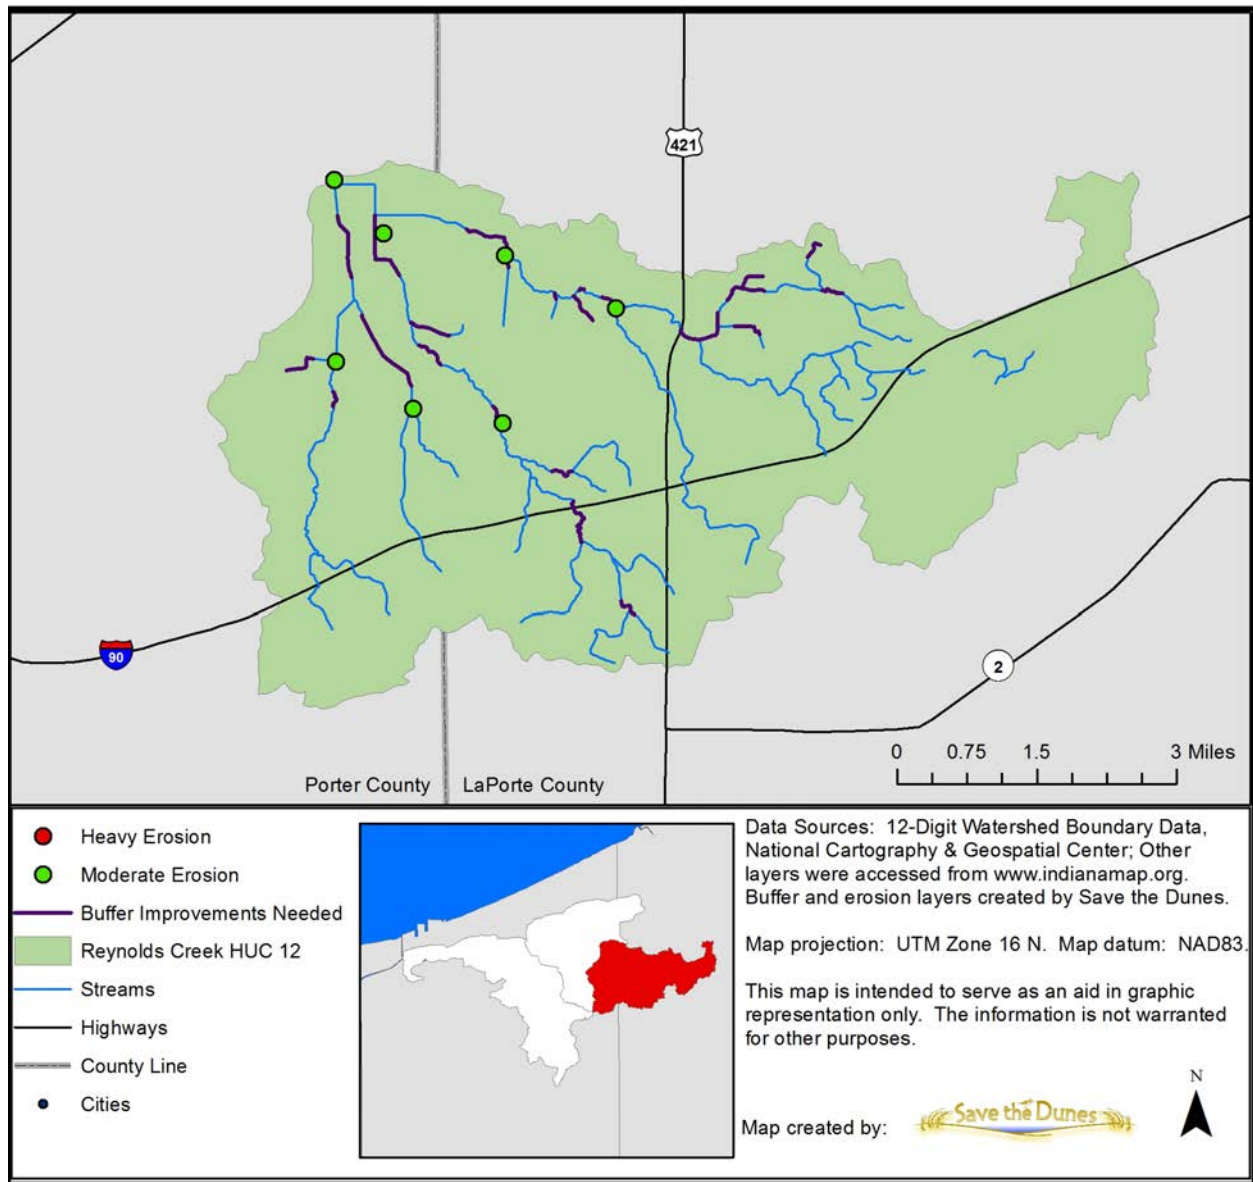 421
90
2
0 0.75 1.5 3 Miles
Porter County LaPorte County
Heavy Erosion
Moderate Erosion
Buffer Improvements Needed
Reynolds Creek HUC 12
Streams
Highways
County Line
Cities
Data Sources: 12-Digit Watershed Boundary Data,
National Cartography & Geospatial Center; Other
layers were accessed from www.indianamap.org.
Buffer and erosion layers created by Save the Dunes.
Map projection: UTM Zone 16 N. Map datum: NAD83.
This map is intended to serve as an aid in graphic
representation only. The information is not warranted
for other purposes.
N
Map created by:
Save the Dunes